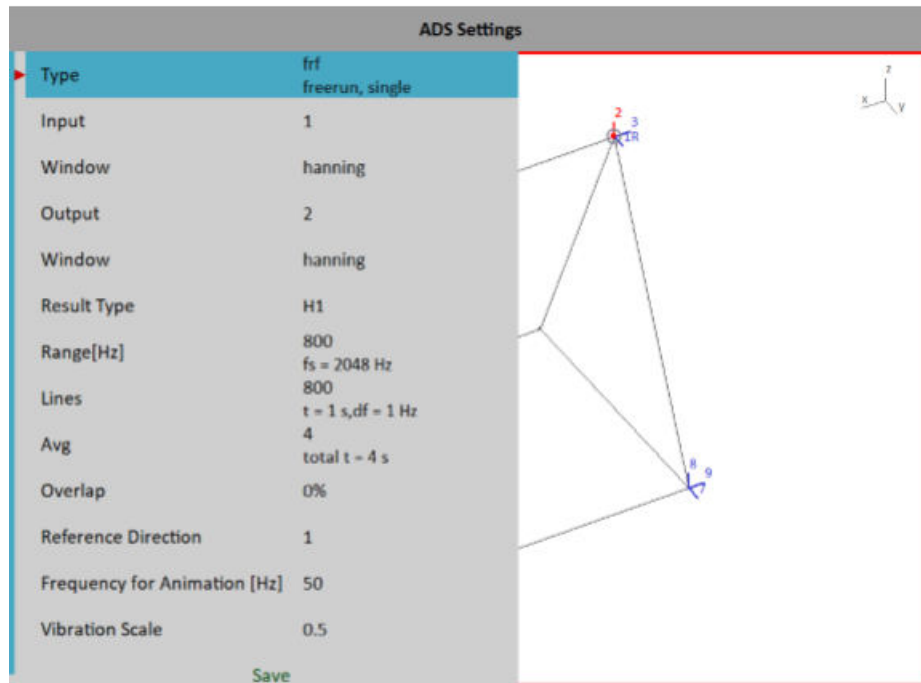 ADS Settings
Type
frf
freerun, single
Input
1
Window
hanning
Output
2
Window
hanning
Result Type
H1
Range[Hz]
800
fs = 2048 Hz
Lines
800
t = 1 s,df = 1 Hz
Avg
4
total t = 4 s
Overlap
0%
Reference Direction
1
Frequency for Animation [Hz]
50
Vibration Scale
0.5
Save
z
x
y
2
3
1R
8
9
7